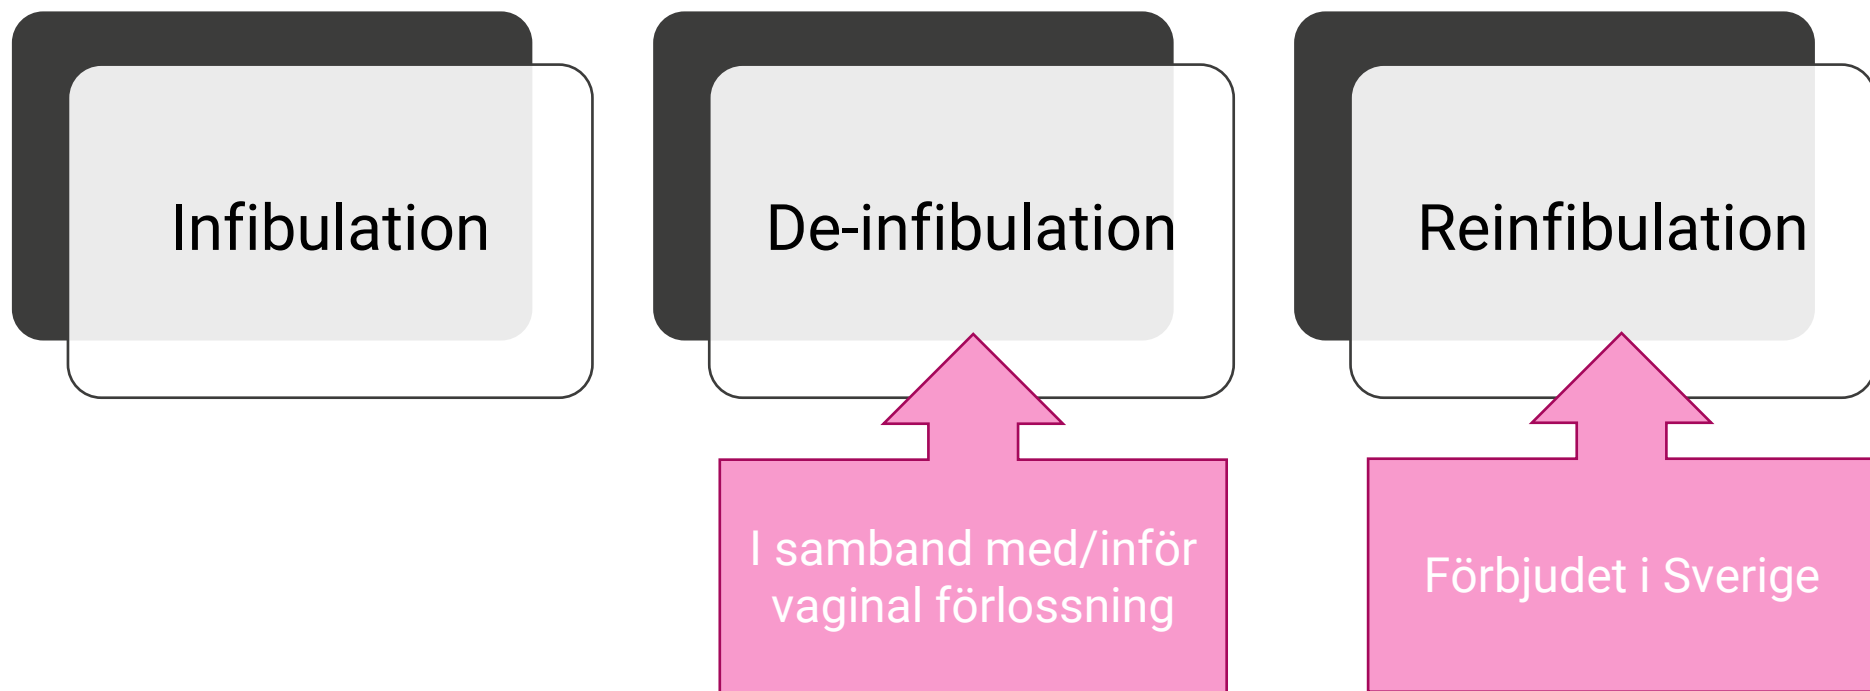 Infibulation
De-infibulation
Reinfibulation
I samband med/inför
vaginal förlossning
Förbjudet i Sverige